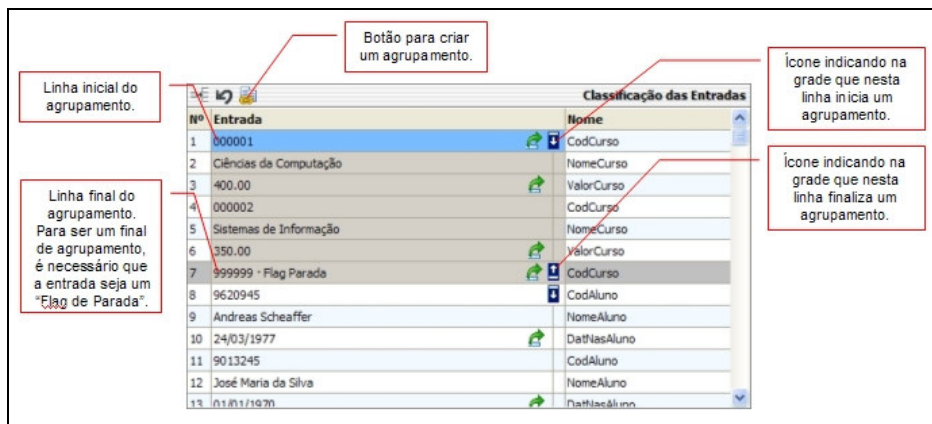 Botão para criar
um agrupamento.
Linha inicial do
agrupamento.
Ícone indicando na
grade que nesta
linha inicia um
agrupamento.
Classificação das Entradas
Nº Entrada Nome
1 000001 CodCurso
2 Ciências da Computação NomeCurso
3 400.00 ValorCurso
4 000002 CodCurso
5 Sistemas de Informação NomeCurso
6 350.00 ValorCurso
7 999999 - Flag Parada CodCurso
8 9620945 CodAluno
9 Andreas Scheaffer NomeAluno
10 24/03/1977 DatNasAluno
11 9013245 CodAluno
12 José Maria da Silva NomeAluno
13 01/01/1970 DatNasAluno
Linha final do
agrupamento.
Para ser um final
de agrupamento,
é necessário que
a entrada seja um
“Flag de Parada”.
Ícone indicando na
grade que nesta
linha finaliza um
agrupamento.